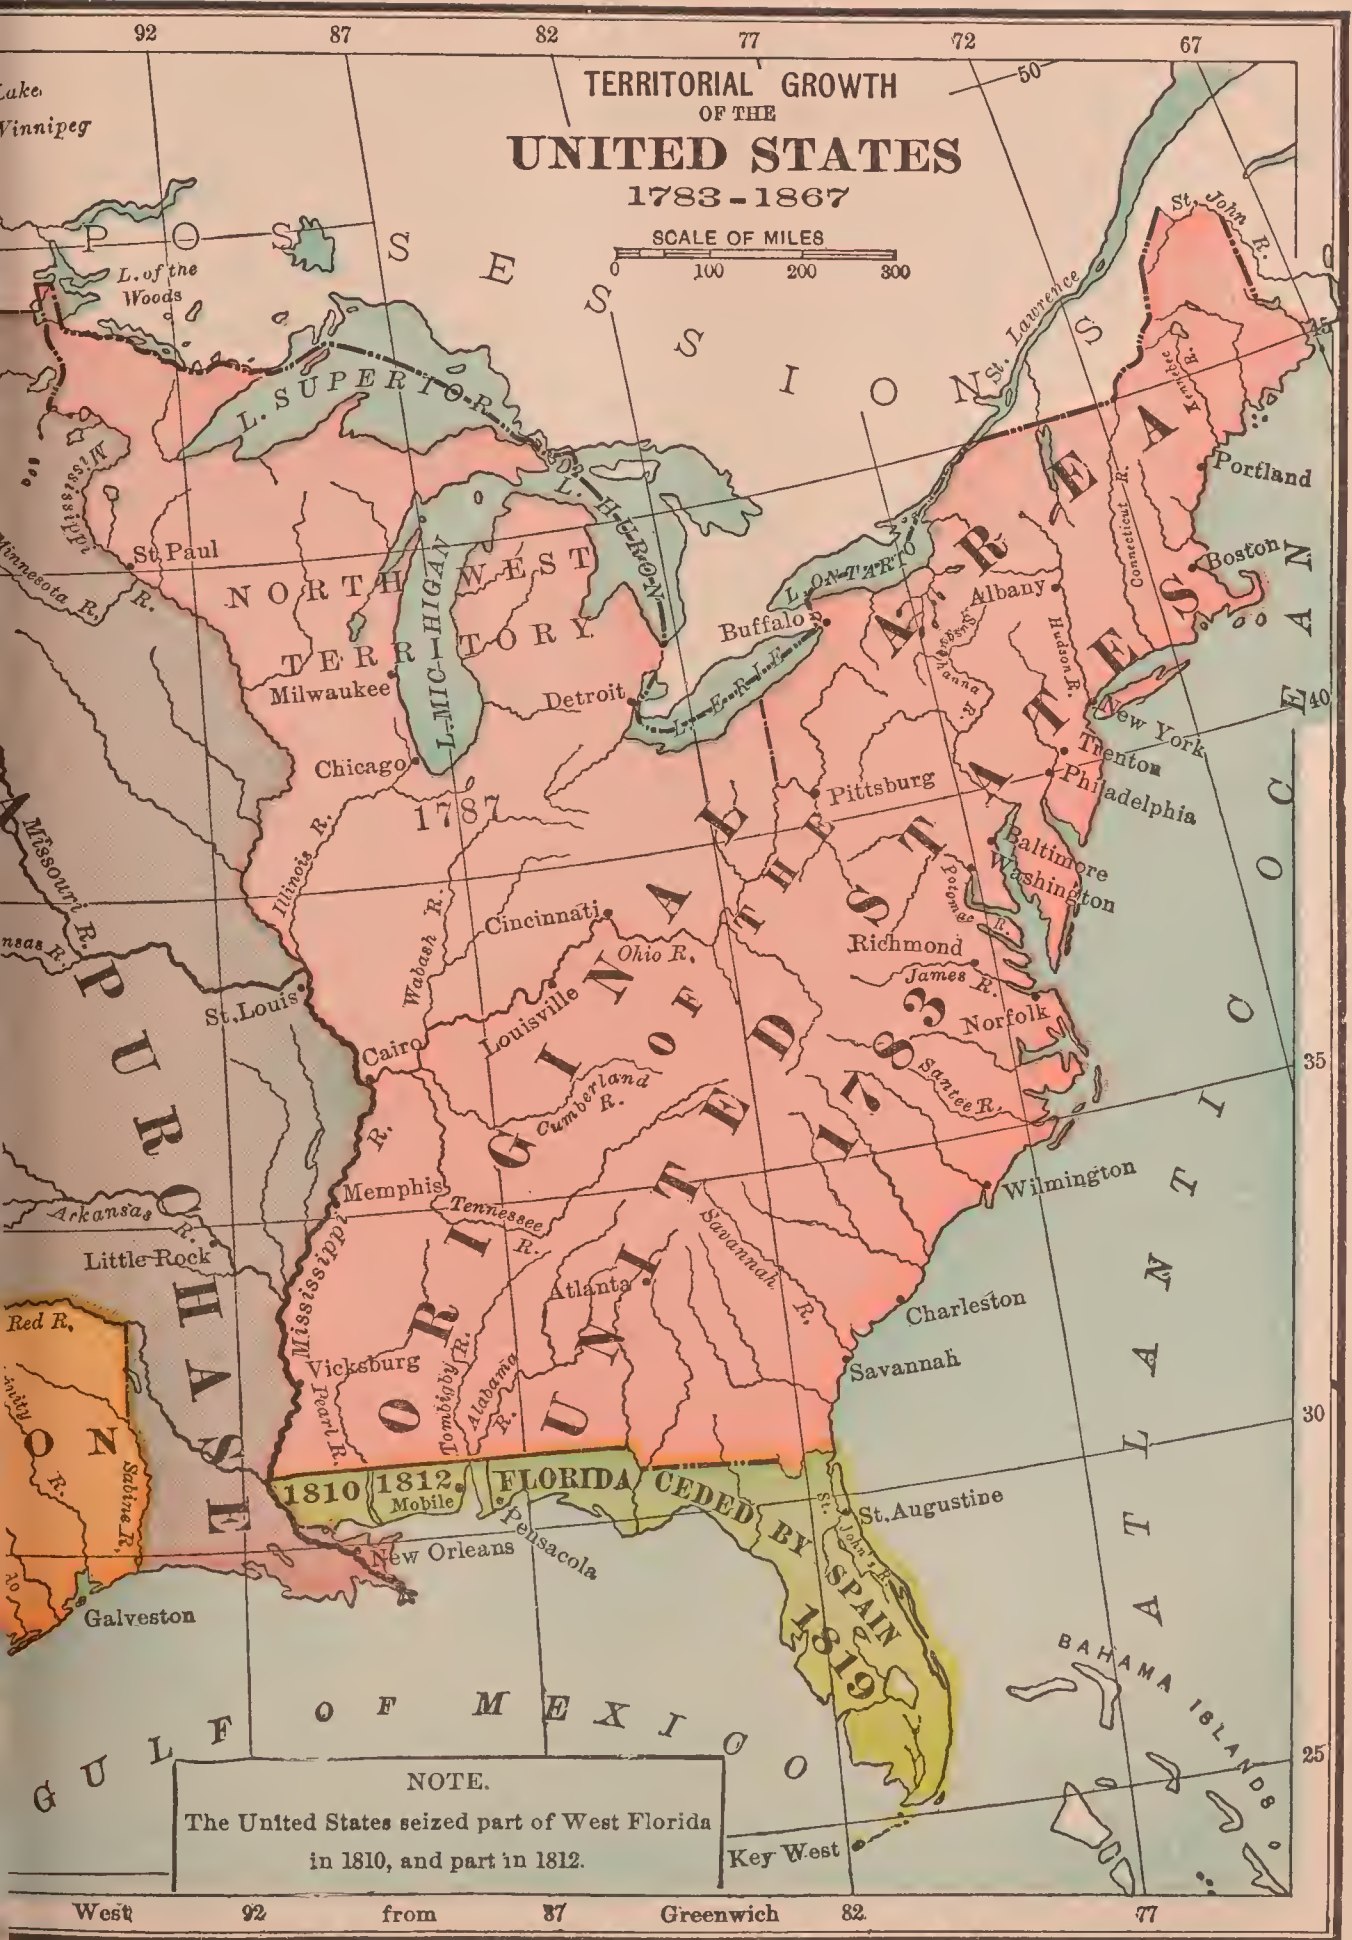 92 87 82 77 72 67
TERRITORIAL GROWTH
OF THE
UNITED STATES
1783-1867
SCALE OF MILES
0 100 200 300
50
Lake
Winnipeg
POSSESSIONS
L. of the
Woods
St. John R.
St. Lawrence
45
L. SUPERIOR
Kennebec R.
Mississippi
R.
L. HURON
Portland
Connecticut R.
St. Paul
Minnesota R.
NORTH WEST
TERRITORY
1787
L. MICHIGAN
L. ONTARIO
Boston
Albany
Buffalo
Susquehanna R.
Hudson R.
Milwaukee
Detroit
L. ERIE
40
New York
Trenton
Philadelphia
Chicago
Pittsburg
Illinois R.
Baltimore
Washington
Missouri R.
Potomac R.
Wabash R.
Cincinnati
Ohio R.
Richmond
James R.
St. Louis
Louisville
Norfolk
Cairo
Cumberland
R.
Santee R.
35
ORIGINAL AREA
OF THE
UNITED STATES
1783
A
PURCHASE
nsas R.
R.
Memphis
Tennessee
R.
Wilmington
Arkansas
R.
Little Rock
Mississippi
Savannah
R.
Atlanta
Charleston
Red R.
Vicksburg
Tombigby R.
Alabama
R.
Pearl R.
Savannah
30
inity
R.
ON
Sabine R.
1810
1812
Mobile
FLORIDA CEDED BY SPAIN
1819
St. John's R.
St. Augustine
Pensacola
New Orleans
Galveston
ATLANTIC OCEAN
BAHAMA ISLANDS
GULF OF MEXICO
25
NOTE.
The United States seized part of West Florida
in 1810, and part in 1812.
Key West
West 92 from 87 Greenwich 82 77